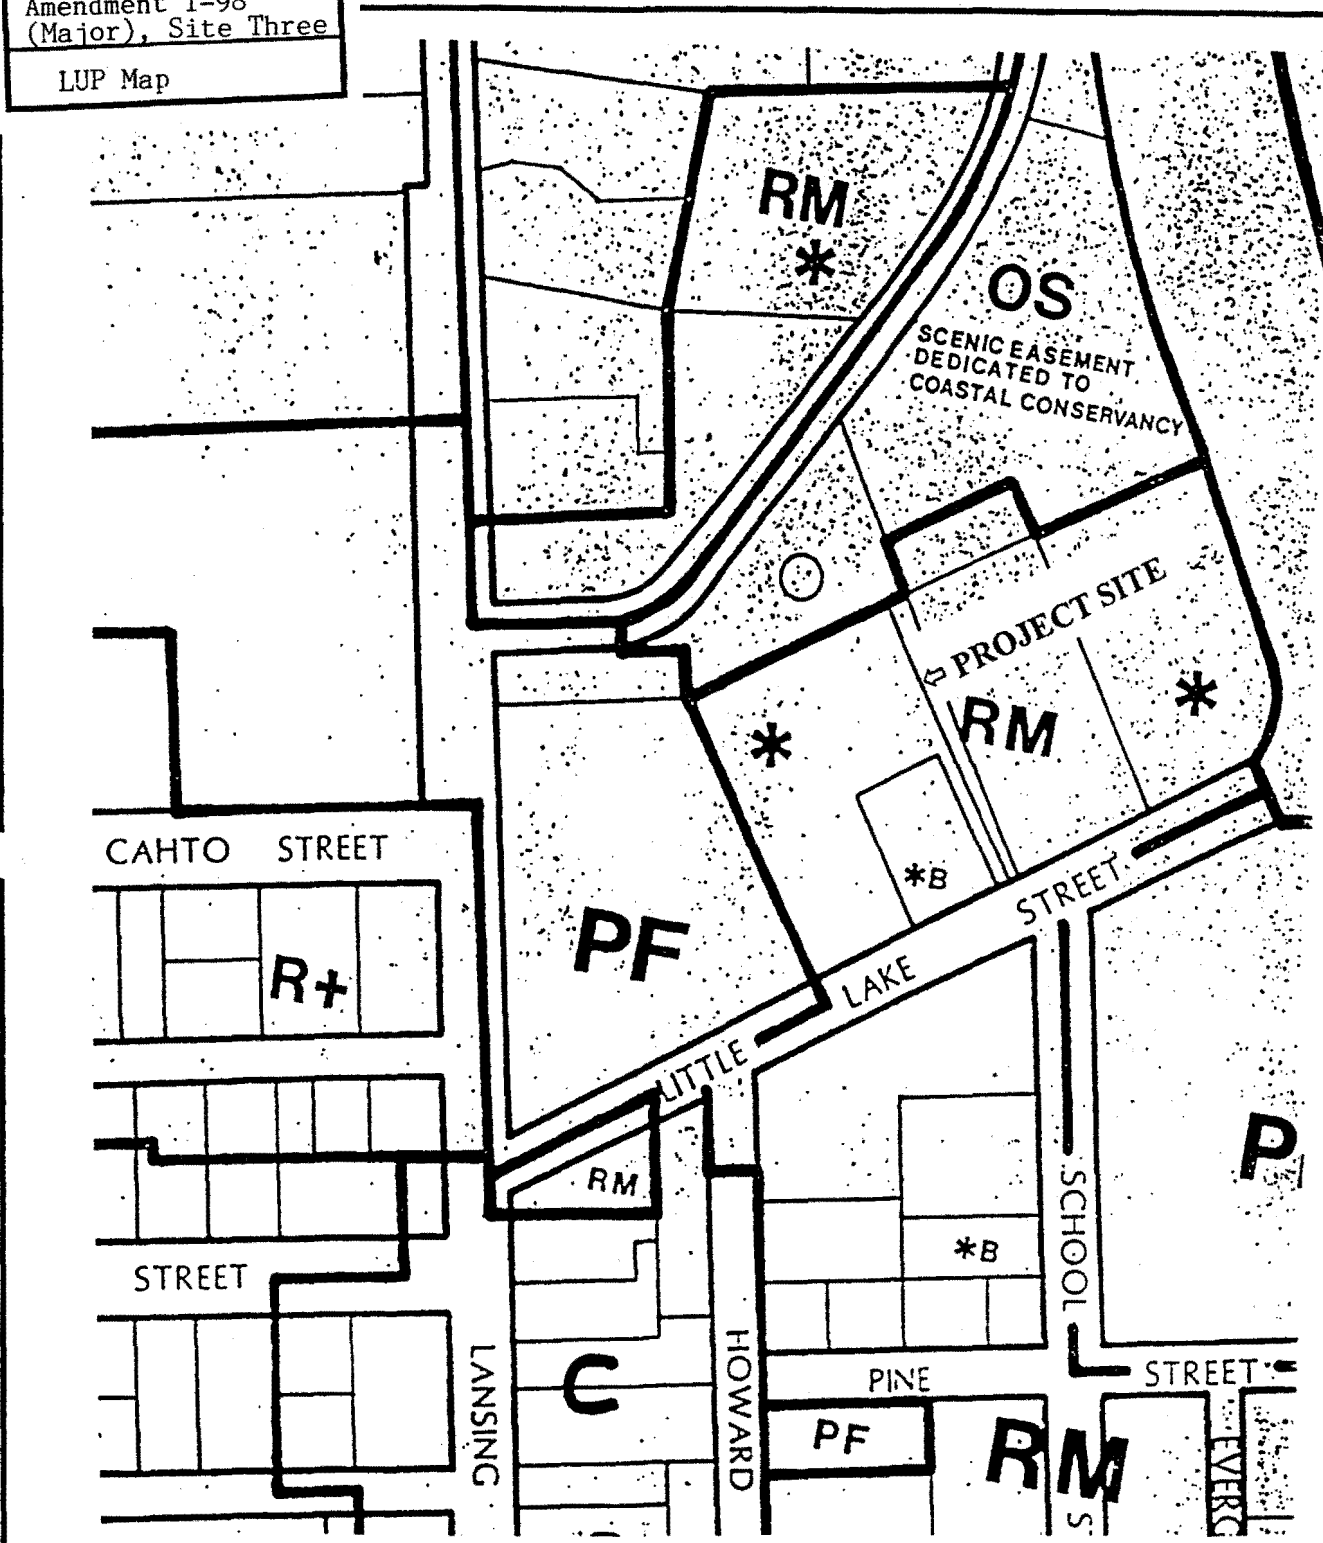 Amendment 1-98
(Major), Site Three
LUP Map
RM
*
OS
SCENIC EASEMENT
DEDICATED TO
COASTAL CONSERVANCY
⇦ PROJECT SITE
*
*
RM
*B
CAHTO STREET
R+
PF
LITTLE LAKE STREET
RM
P
SCHOOL
*B
STREET
LANSING
C
HOWARD
PINE STREET
PF
RM
S